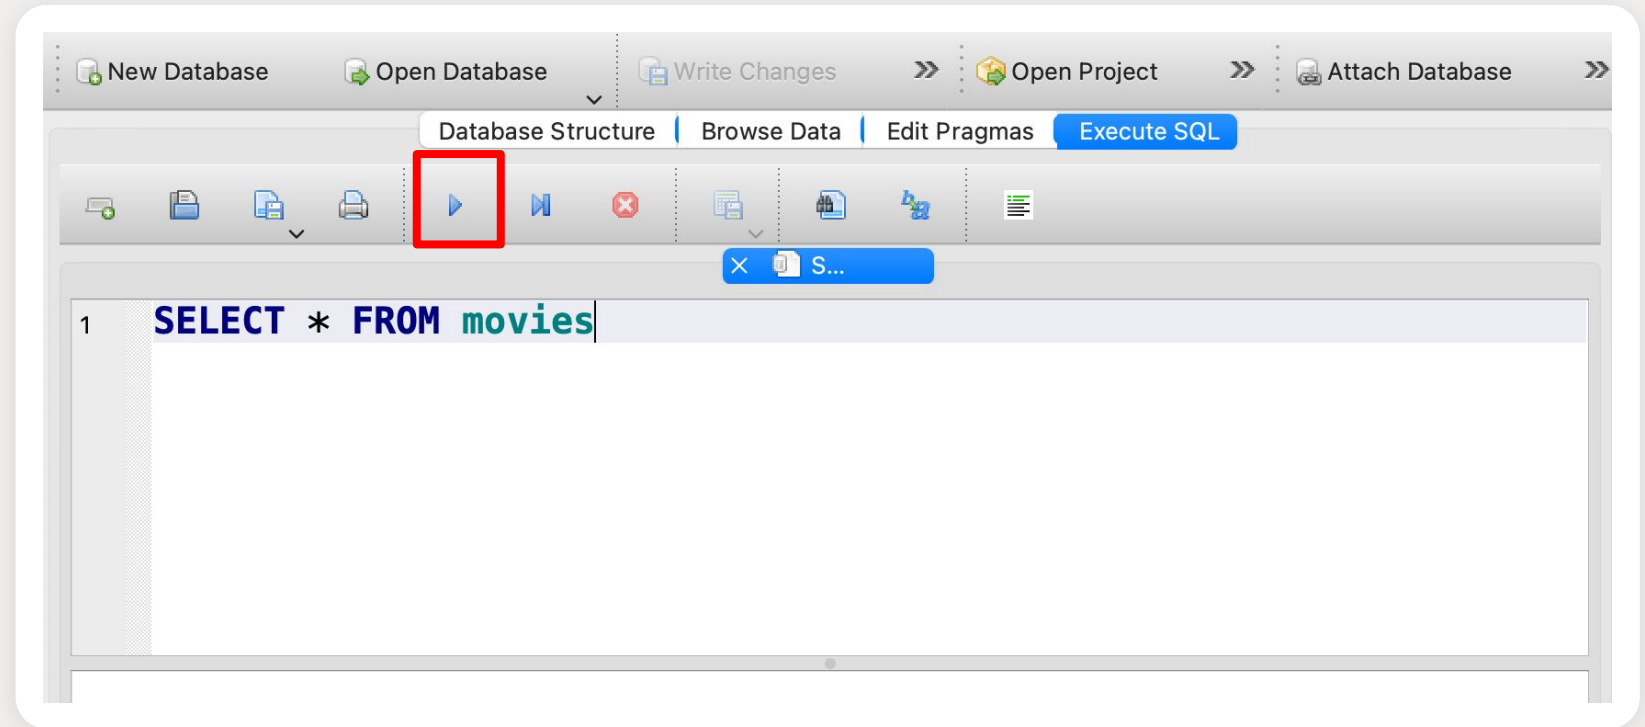 New Database Open Database Write Changes Open Project Attach Database
Database Structure Browse Data Edit Pragmas Execute SQL
S...
1 SELECT * FROM movies